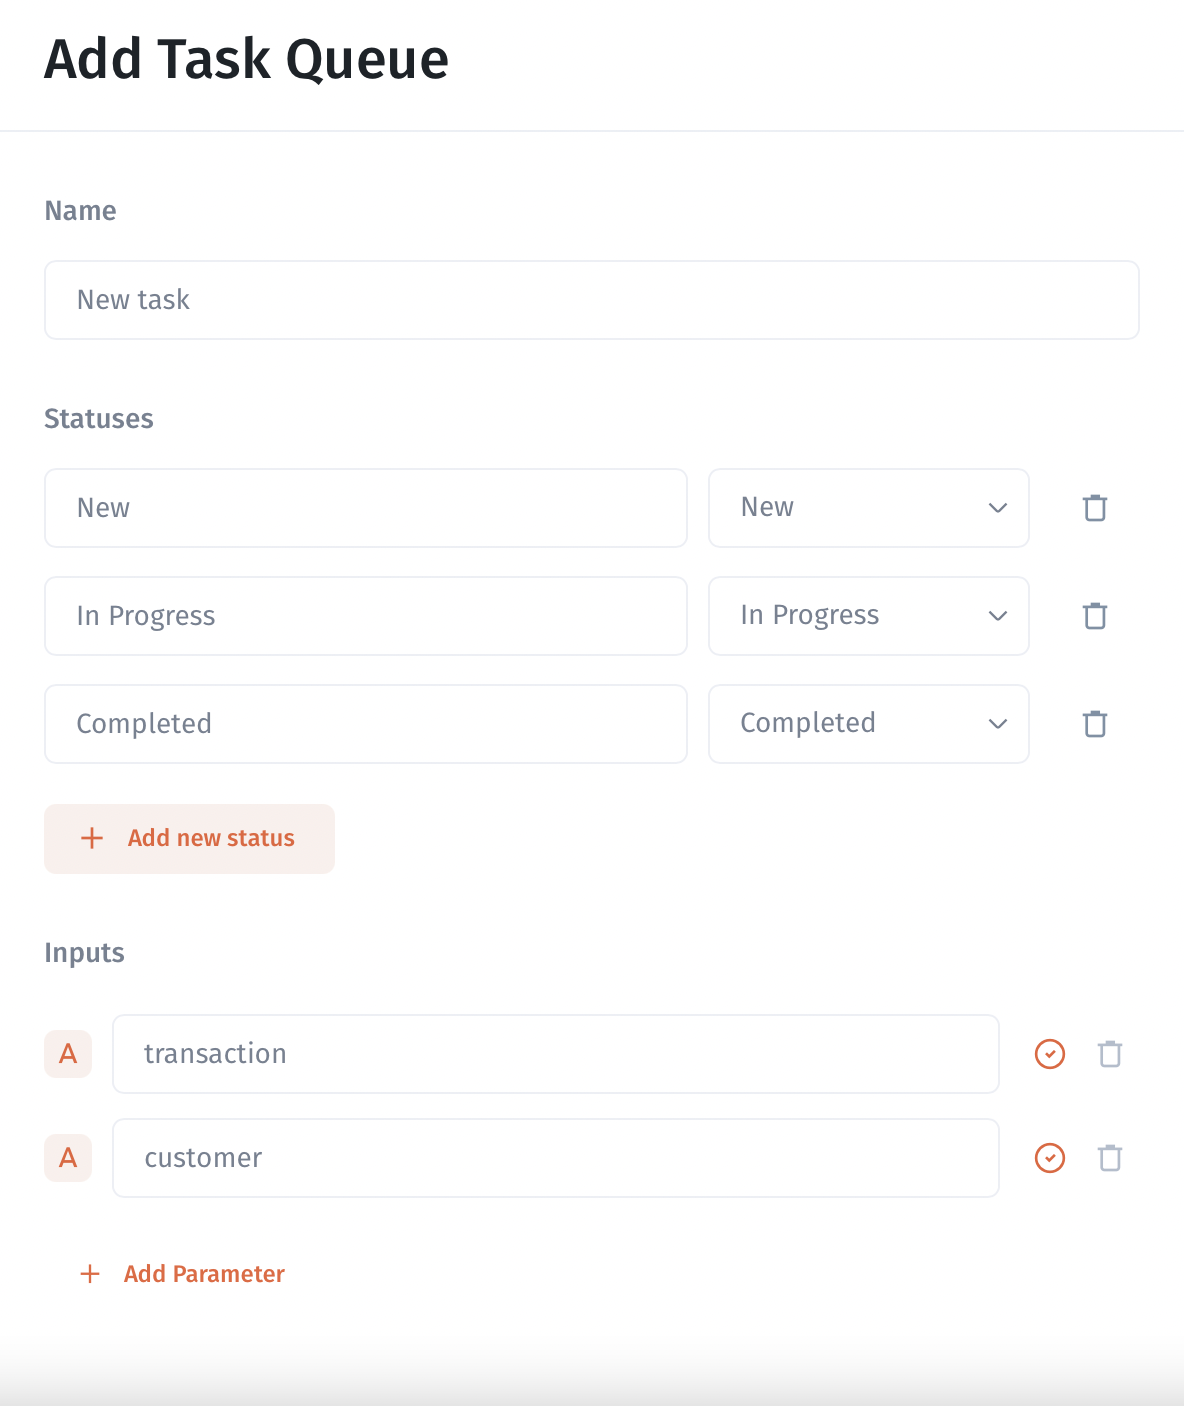 Add Task Queue
Name
New task
Statuses
New New
In Progress In Progress
Completed Completed
Add new status
Inputs
A transaction
A customer
Add Parameter